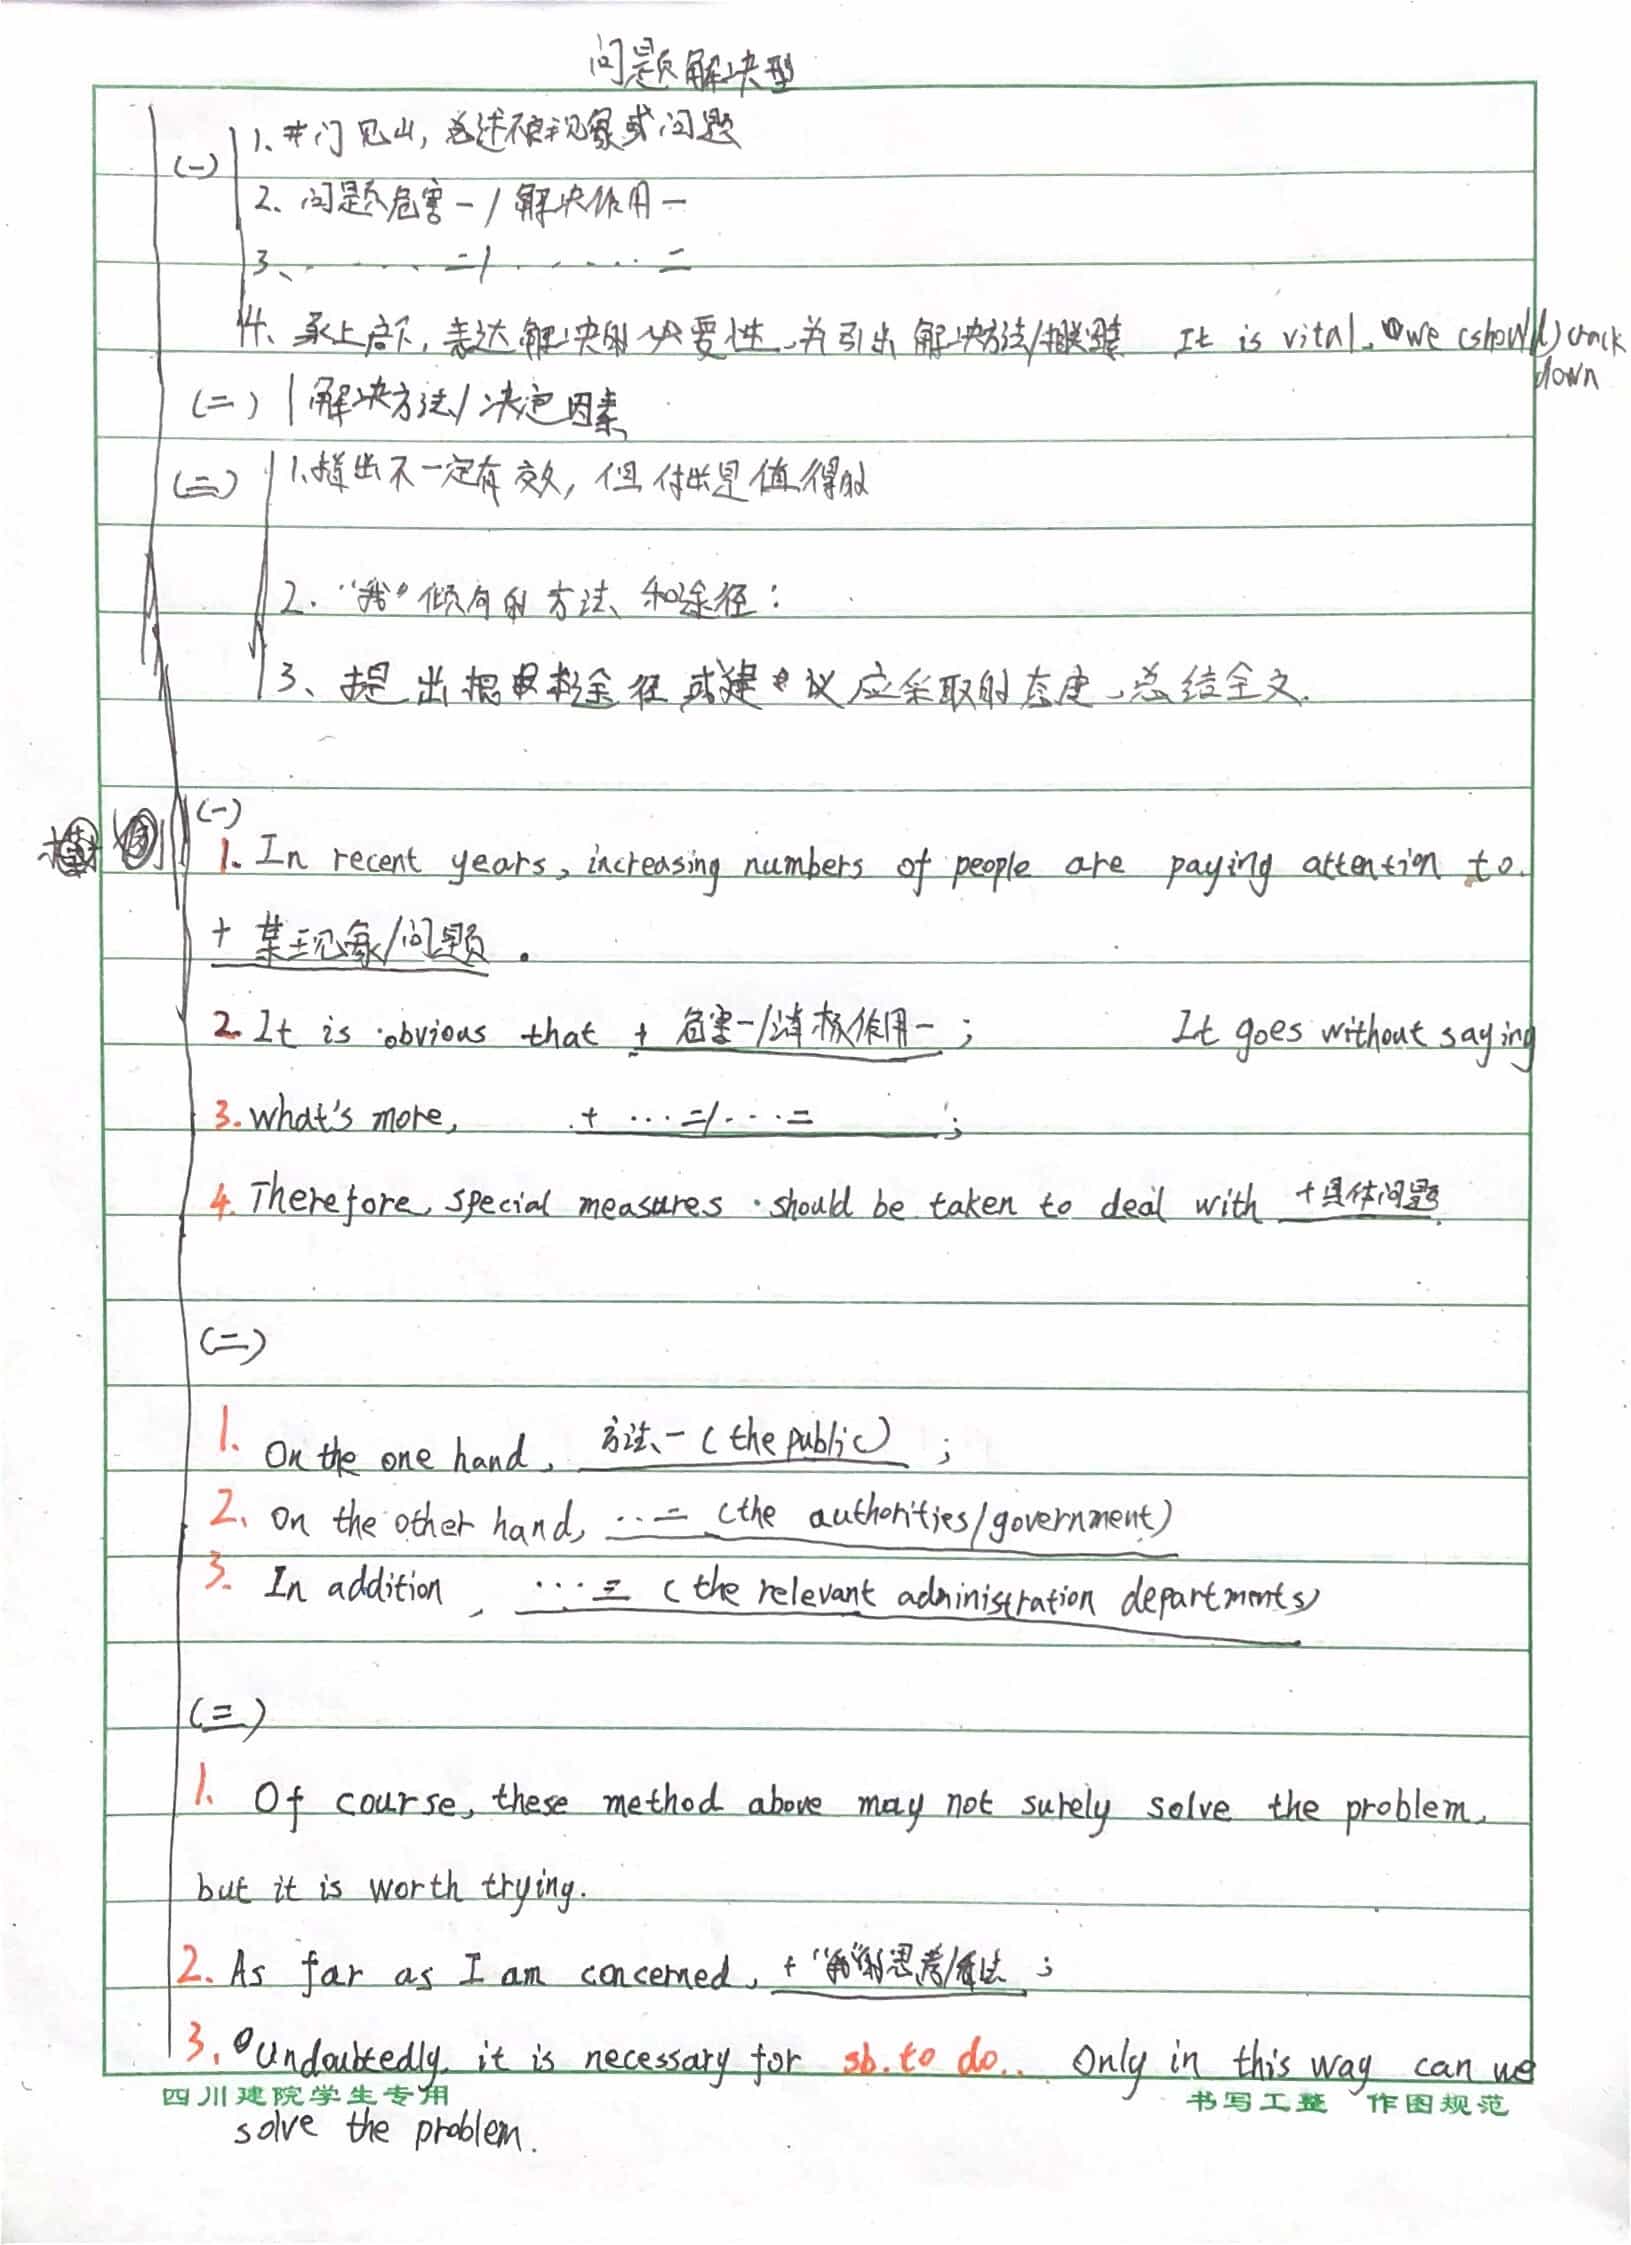 问题解决型
(一) 1、开门见山，总述不良现象或问题
2、问题危害一/解决作用一
3、· · · · · 二/ · · · · · 二
4、承上启下，表达解决的必要性，并引出解决方法/ It is vital, we (should) crack
down
(二) 解决方法/决定因素
(三) 1、指出不一定有效，但付出是值得的
2. "我"倾向的方法和途径：
3、提出根本途径或建议应采取的态度，总结全文.
模例
(一)
1. In recent years, increasing numbers of people are paying attention to.
+ 某现象/问题 .
2. It is obvious that + 危害一/消极作用一 ; It goes without saying
3. what's more, + ··· 二/··· 二 ;
4. Therefore, special measures should be taken to deal with +具体问题.
(二)
1. On the one hand, 方法一 ( the public ) ;
2. On the other hand, ··· 二 (the authorities/government)
3. In addition , ··· 三 ( the relevant administration departments)
(三)
1. Of course, these method above may not surely solve the problem,
but it is worth trying.
2. As far as I am concerned, + "我"的思考/看法 ;
3. Undoubtedly, it is necessary for sb. to do... Only in this way can we
四川建院学生专用 书写工整 作图规范
solve the problem.